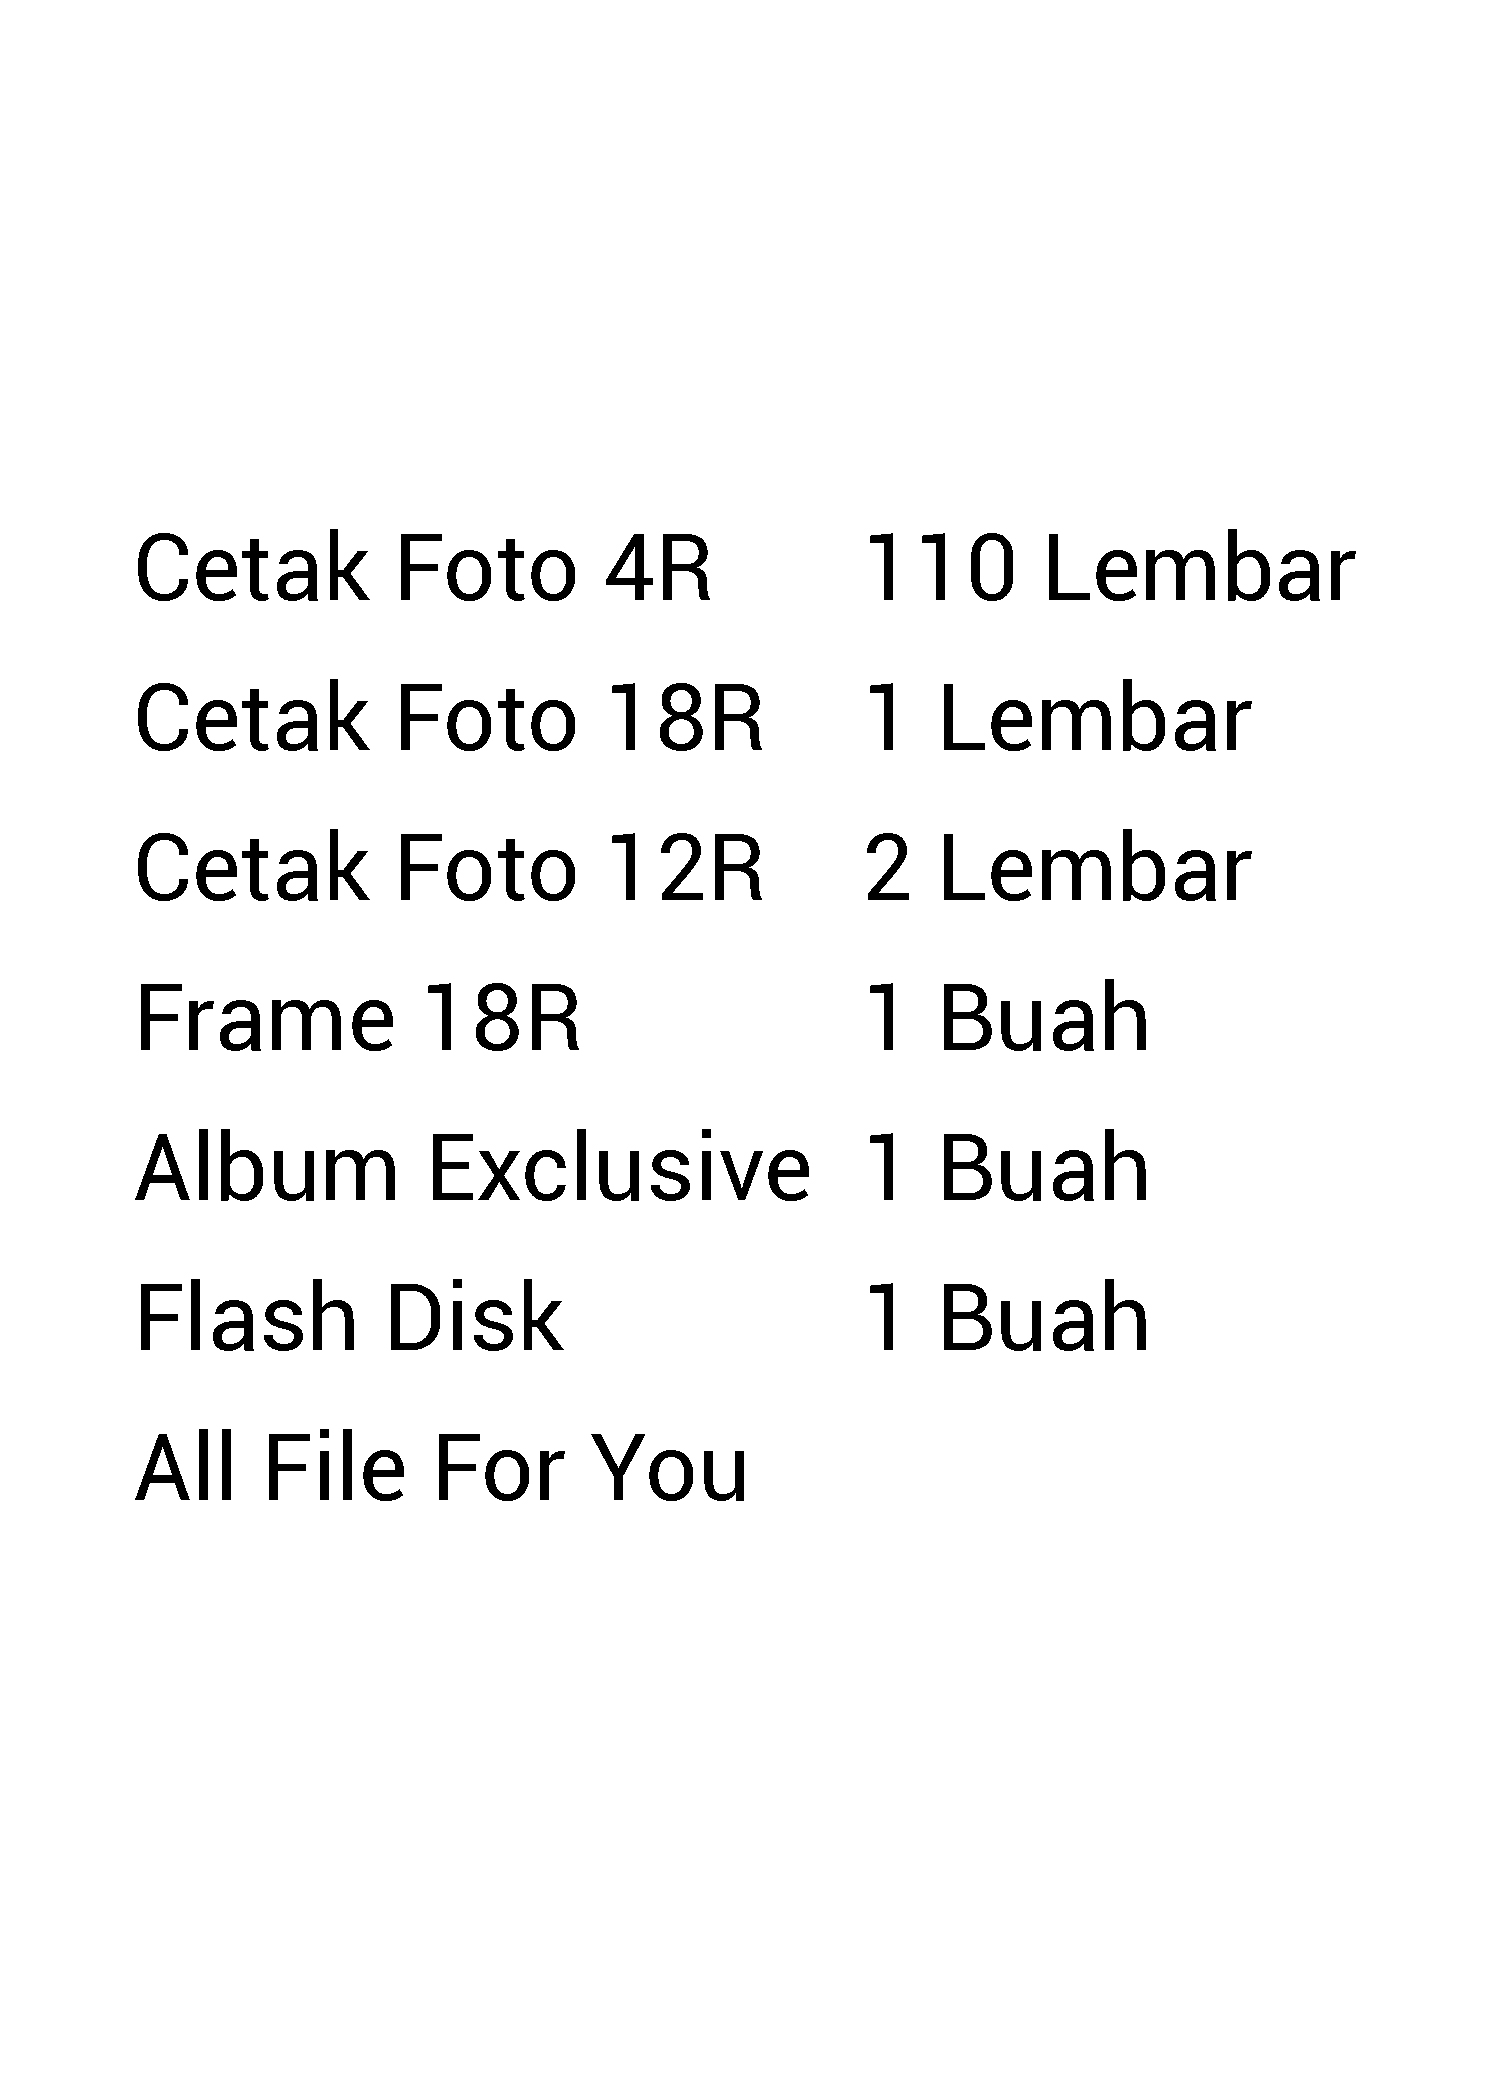 Cetak Foto 4R 110 Lembar
Cetak Foto 18R 1 Lembar
Cetak Foto 12R 2 Lembar
Frame 18R 1 Buah
Album Exclusive 1 Buah
Flash Disk 1 Buah
All File For You